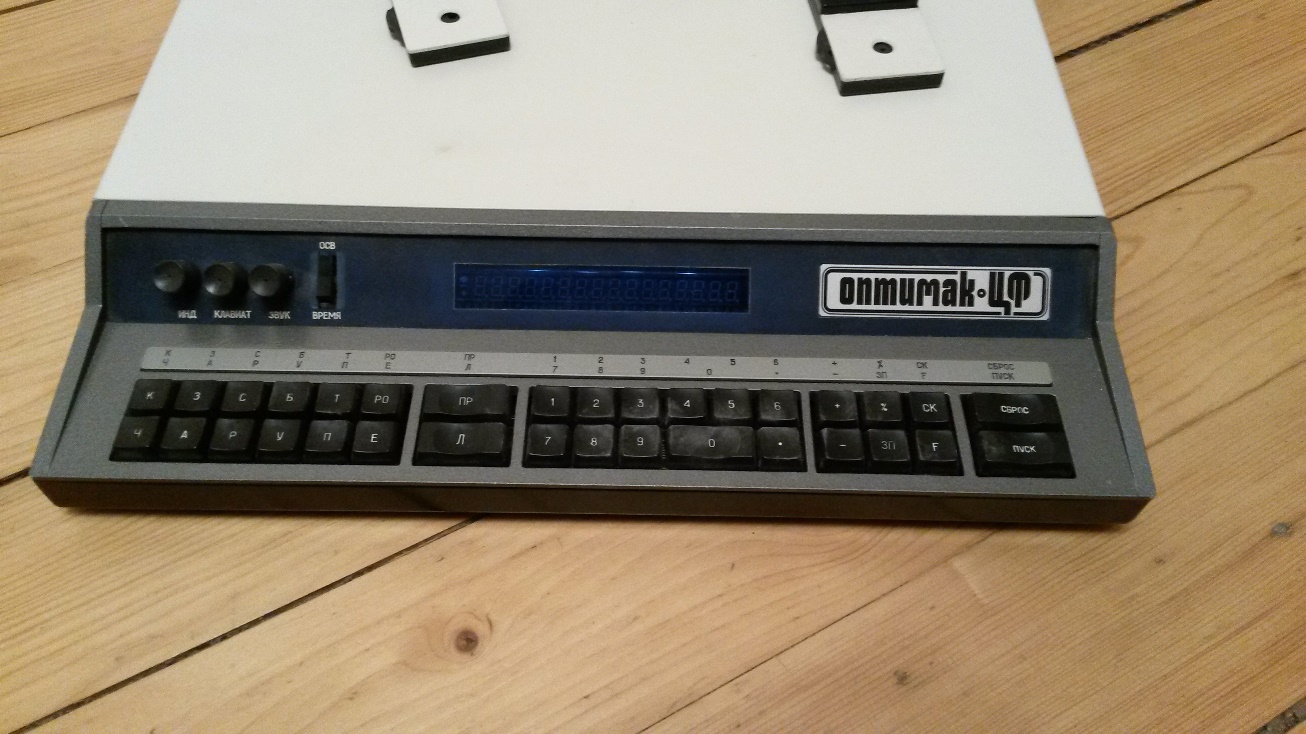 ОСВ
ИНД КЛАВИАТ ЗВУК ВРЕМЯ
оптимак·ЦФ
К З С Б Т РО ПР 1 2 3 4 5 6 + % СК СБРОС
Ч А Р У П Е Л 7 8 9 0 • − ЗП F ПУСК
К З С Б Т РО ПР 1 2 3 4 5 6 + % СК СБРОС
Ч А Р У П Е Л 7 8 9 0 • − ЗП F ПУСК